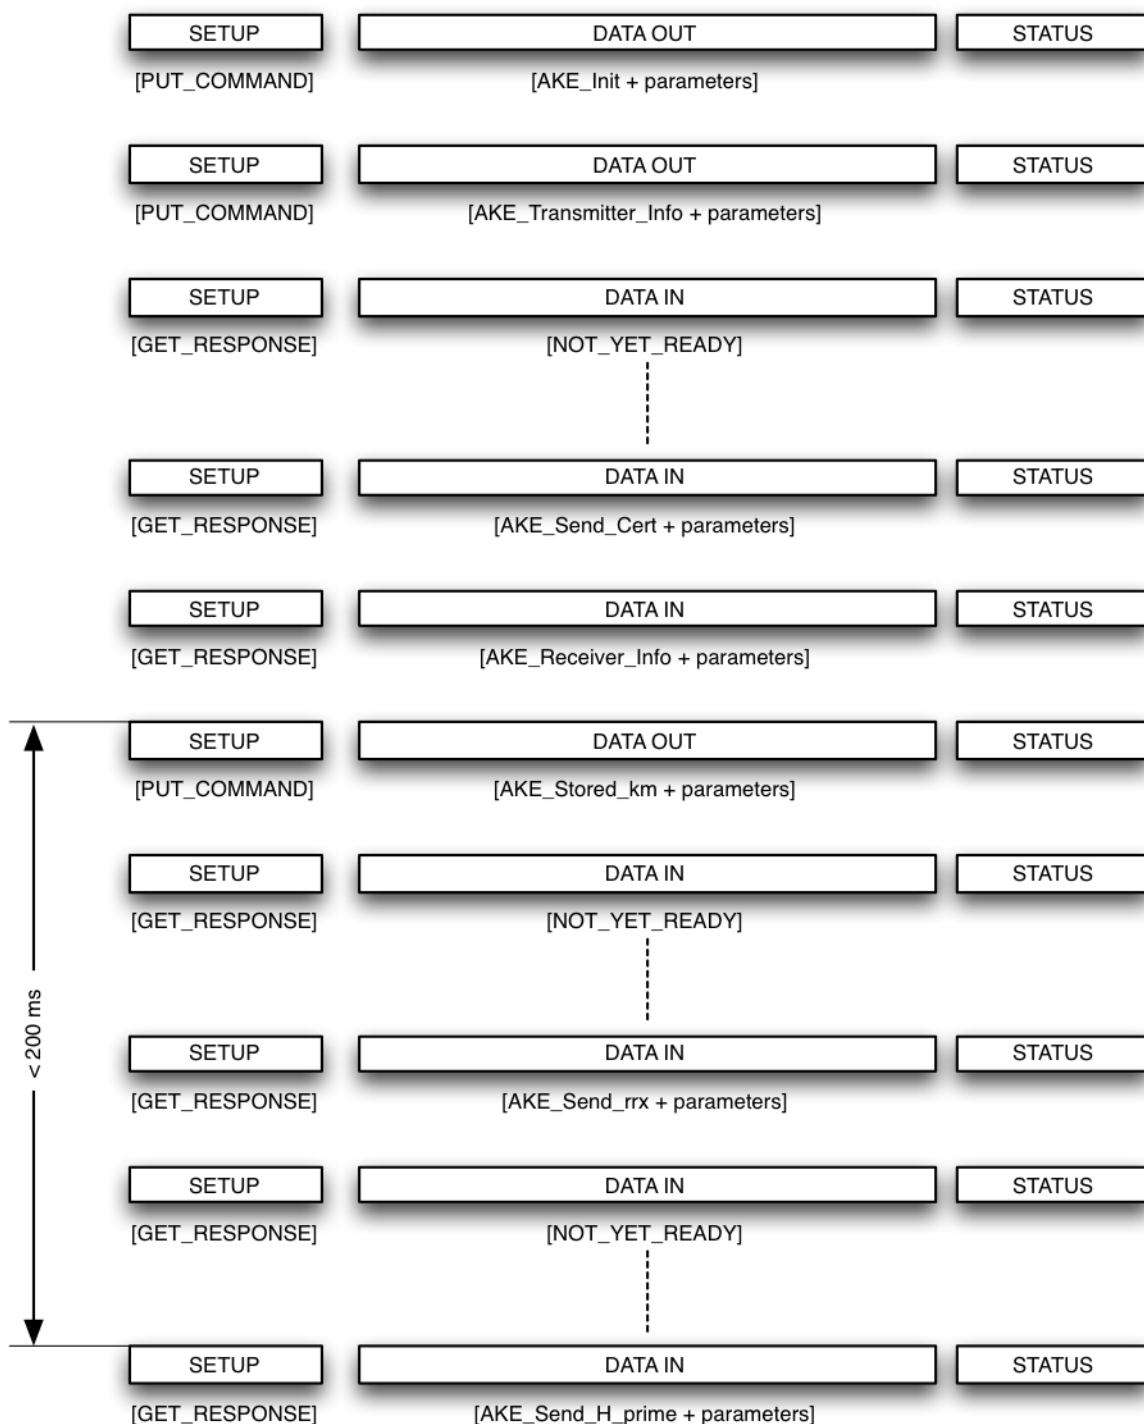 SETUP DATA OUT STATUS
[PUT_COMMAND] [AKE_Init + parameters]
SETUP DATA OUT STATUS
[PUT_COMMAND] [AKE_Transmitter_Info + parameters]
SETUP DATA IN STATUS
[GET_RESPONSE] [NOT_YET_READY]
SETUP DATA IN STATUS
[GET_RESPONSE] [AKE_Send_Cert + parameters]
SETUP DATA IN STATUS
[GET_RESPONSE] [AKE_Receiver_Info + parameters]
SETUP DATA OUT STATUS
[PUT_COMMAND] [AKE_Stored_km + parameters]
SETUP DATA IN STATUS
[GET_RESPONSE] [NOT_YET_READY]
< 200 ms
SETUP DATA IN STATUS
[GET_RESPONSE] [AKE_Send_rrx + parameters]
SETUP DATA IN STATUS
[GET_RESPONSE] [NOT_YET_READY]
SETUP DATA IN STATUS
[GET_RESPONSE] [AKE_Send_H_prime + parameters]